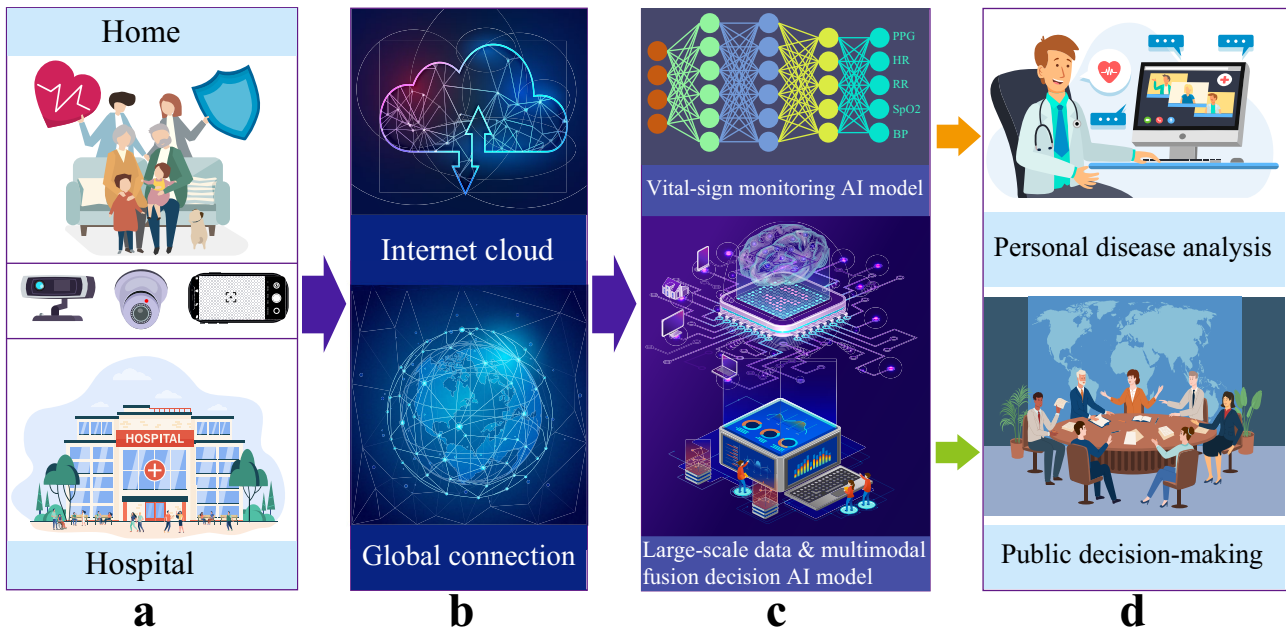 Home
HOSPITAL
Hospital
a
Internet cloud
Global connection
b
PPG
HR
RR
SpO2
BP
Vital-sign monitoring AI model
Large-scale data & multimodal
fusion decision AI model
c
Personal disease analysis
Public decision-making
d